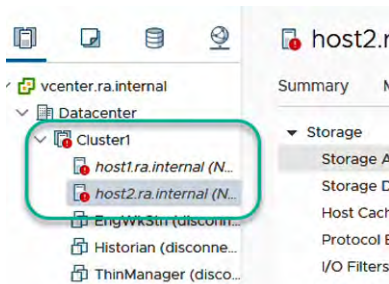 host2.r
vcenter.ra.internal
Summary
Datacenter
Storage
Cluster1
Storage A
host1.ra.internal (N...
Storage D
host2.ra.internal (N...
Host Cach
EngWkStn (disconn...
Protocol E
Historian (disconne...
I/O Filters
ThinManager (disco...